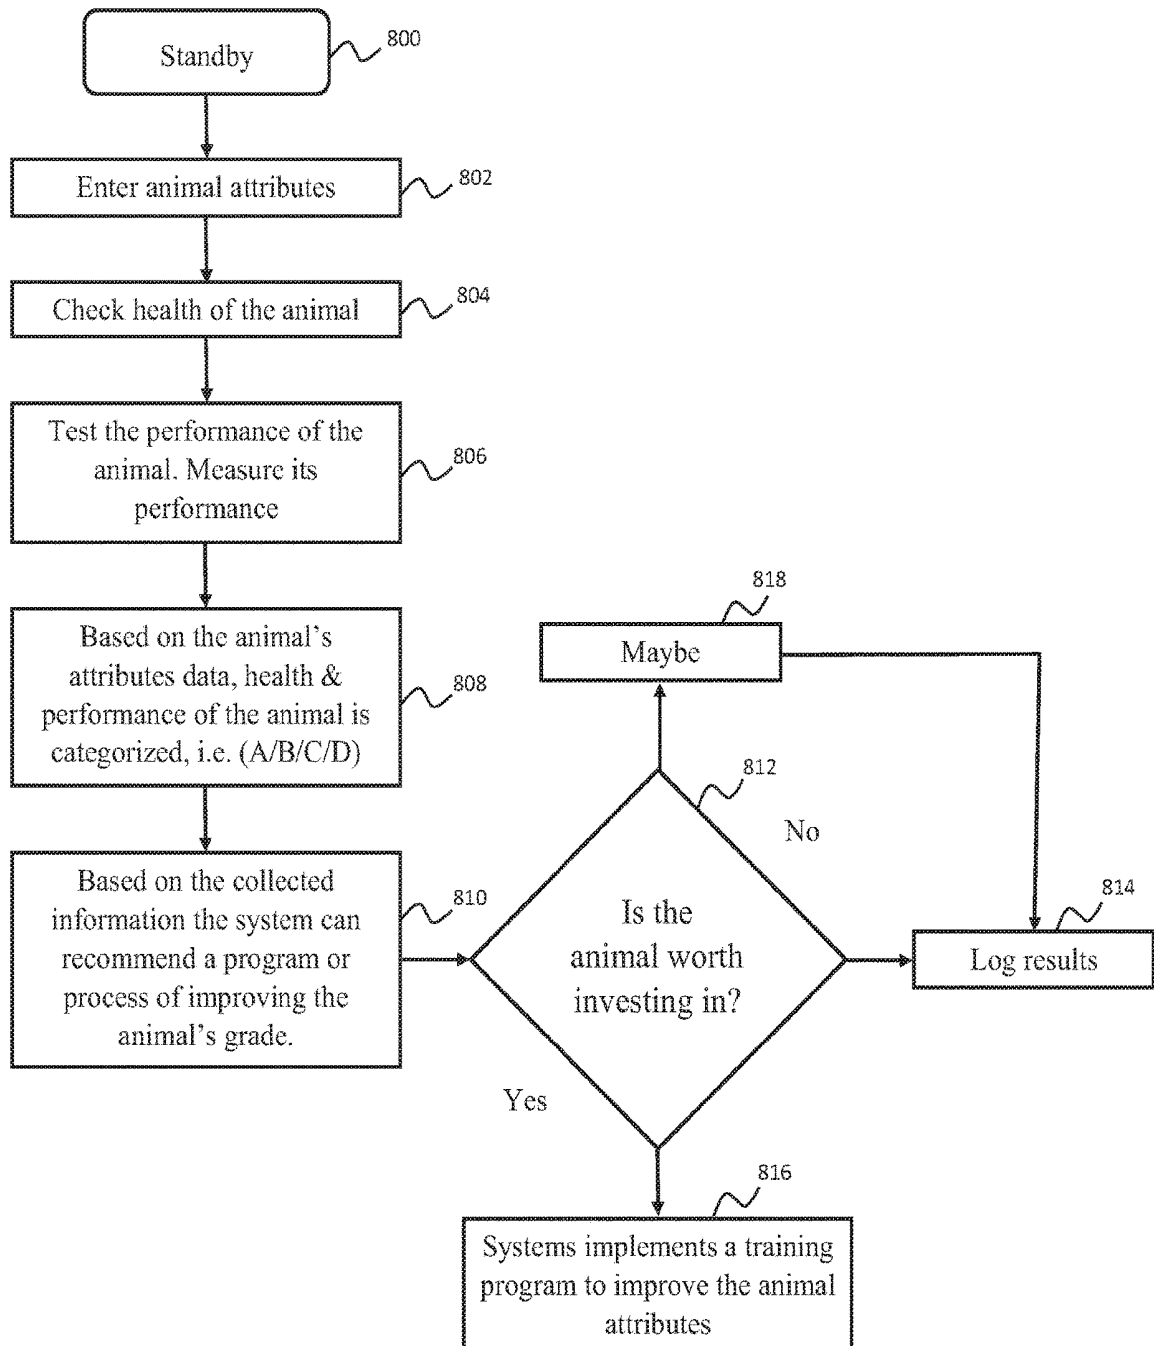 Standby
800
Enter animal attributes
802
Check health of the animal
804
Test the performance of the
animal. Measure its
performance
806
Based on the animal's
attributes data, health &
performance of the animal is
categorized, i.e. (A/B/C/D)
808
Based on the collected
information the system can
recommend a program or
process of improving the
animal's grade.
810
818
Maybe
812
No
Is the
animal worth
investing in?
814
Log results
Yes
816
Systems implements a training
program to improve the animal
attributes